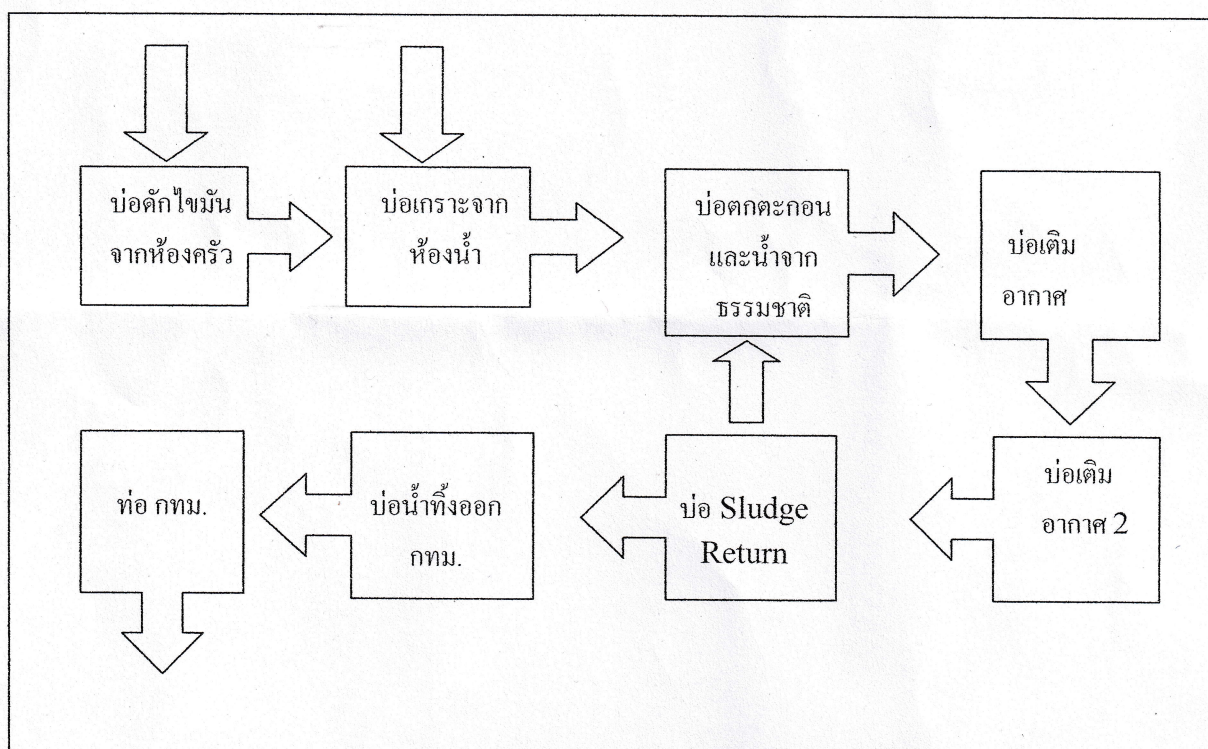 บ่อดักไขมัน
จากห้องครัว
บ่อเกราะจาก
ห้องน้ำ
บ่อตกตะกอน
และน้ำจาก
ธรรมชาติ
บ่อเติม
อากาศ
บ่อเติม
อากาศ 2
บ่อ Sludge
Return
บ่อน้ำทิ้งออก
กทม.
ท่อ กทม.